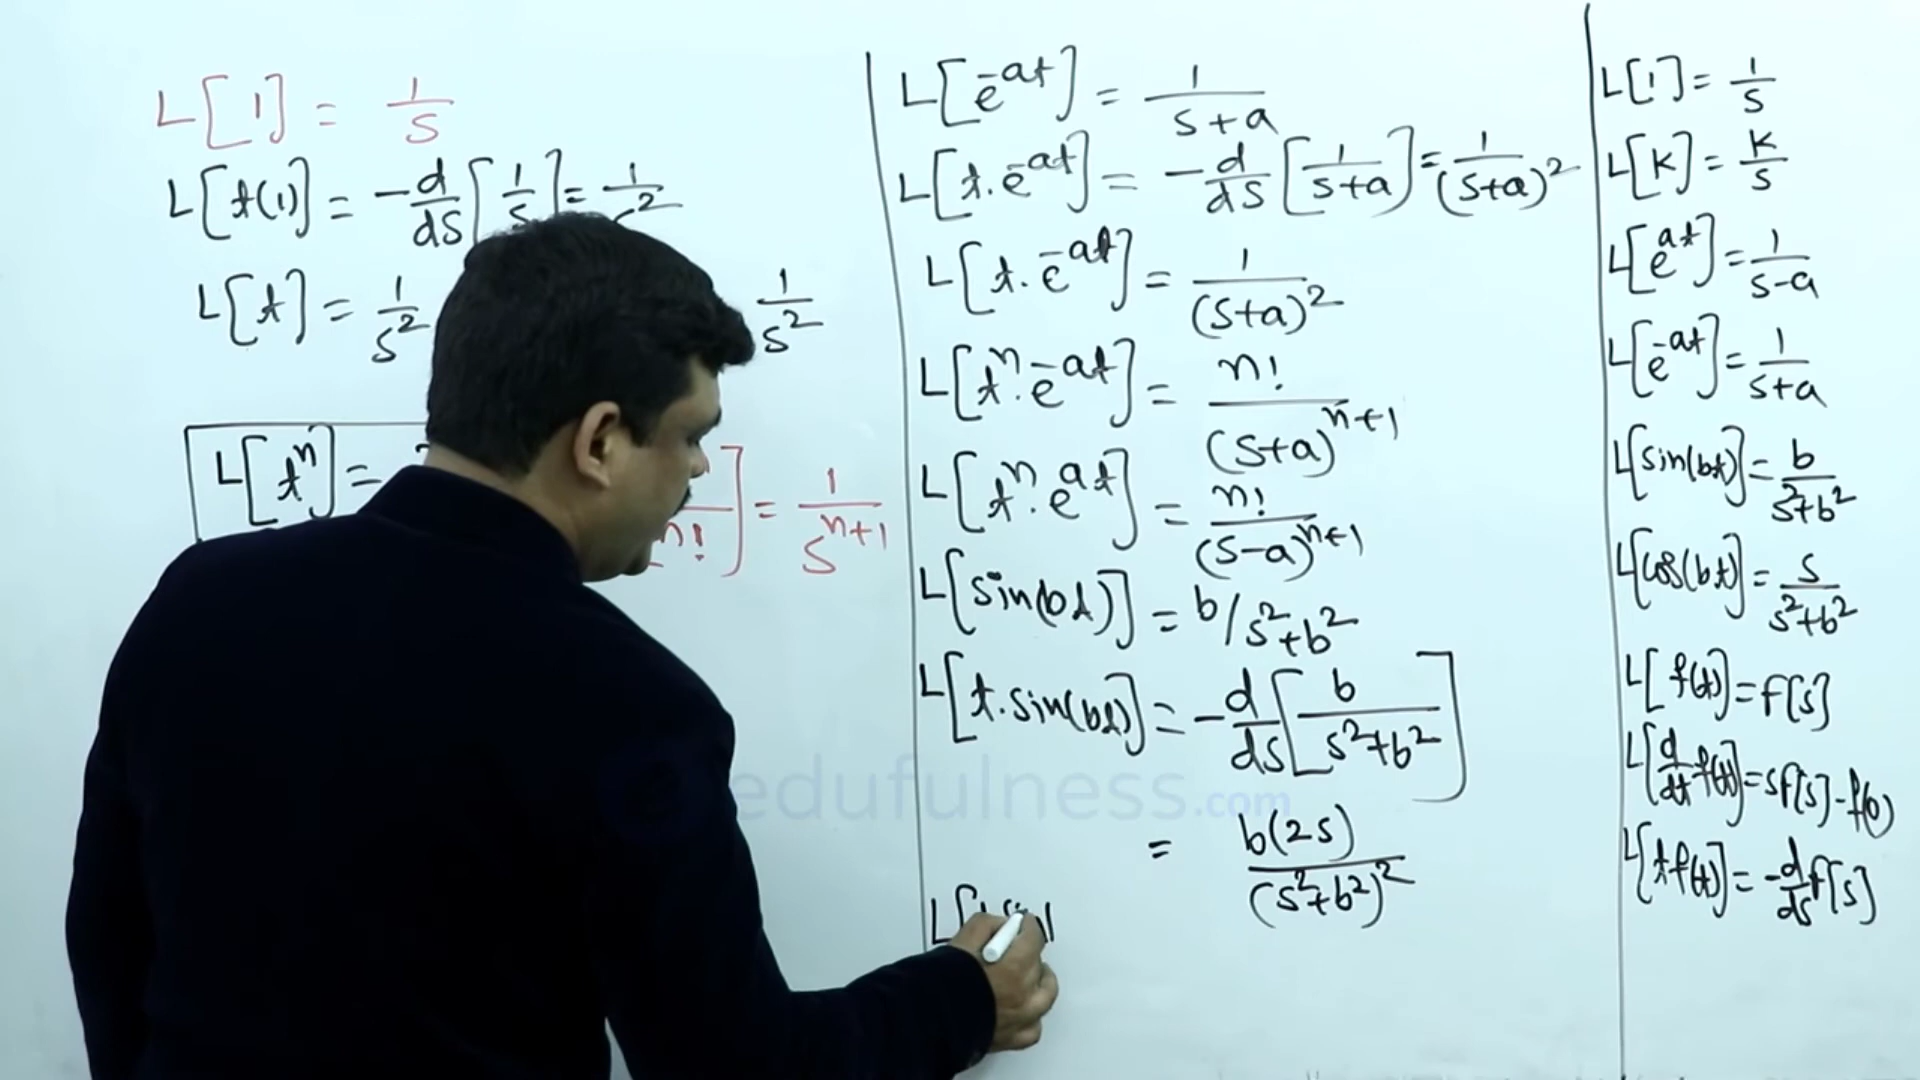 L[1] = 1/s
L[t(1)] = -d/ds [1/s] = 1/s²
L[t] = 1/s² 1/s²
L[tⁿ] =
n!] = 1/s^(n+1)
L[e^-at] = 1/(s+a)
L[t.e^-at] = -d/ds [1/(s+a)] = 1/(s+a)²
L[t.e^-at] = 1/(s+a)²
L[tⁿ.e^-at] = n!/(s+a)^(n+1)
L[tⁿ.e^at] = n!/(s-a)^(n+1)
L[sin(bt)] = b/s²+b²
L[t.sin(bt)] = -d/ds [b/(s²+b²)]
= b(2s)/(s²+b²)²
L[
edufulness.com
L[1] = 1/s
L[K] = K/s
L[e^at] = 1/(s-a)
L[e^-at] = 1/(s+a)
L[sin(bt)] = b/(s²+b²)
L[cos(bt)] = s/(s²+b²)
L[f(t)] = F[s]
L[d/dt f(t)] = sF[s] - f(0)
L[t f(t)] = -d/ds F[s]